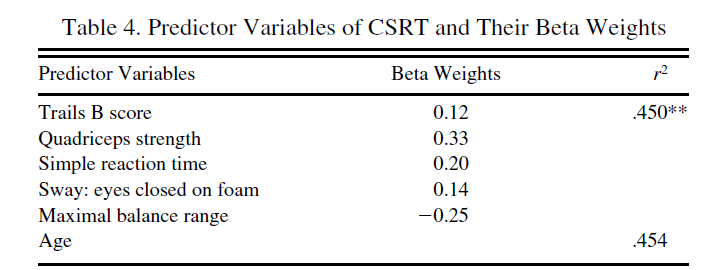 Table 4. Predictor Variables of CSRT and Their Beta Weights
Predictor Variables Beta Weights r²
Trails B score 0.12 .450**
Quadriceps strength 0.33
Simple reaction time 0.20
Sway: eyes closed on foam 0.14
Maximal balance range −0.25
Age .454